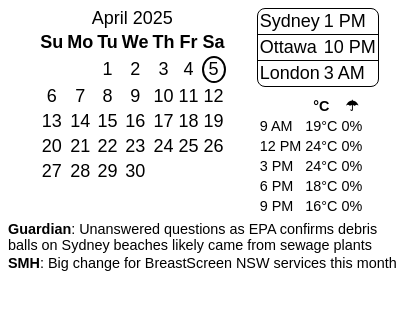 April 2025
Su Mo Tu We Th Fr Sa
1 2 3 4 5
6 7 8 9 10 11 12
13 14 15 16 17 18 19
20 21 22 23 24 25 26
27 28 29 30
Sydney 1 PM
Ottawa 10 PM
London 3 AM
°C ☂
9 AM 19°C 0%
12 PM 24°C 0%
3 PM 24°C 0%
6 PM 18°C 0%
9 PM 16°C 0%
Guardian: Unanswered questions as EPA confirms debris
balls on Sydney beaches likely came from sewage plants
SMH: Big change for BreastScreen NSW services this month